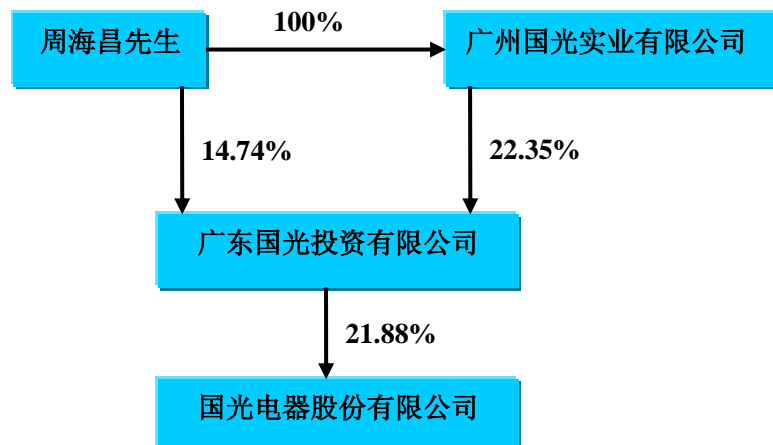 周海昌先生
100%
广州国光实业有限公司
14.74%
22.35%
广东国光投资有限公司
21.88%
国光电器股份有限公司